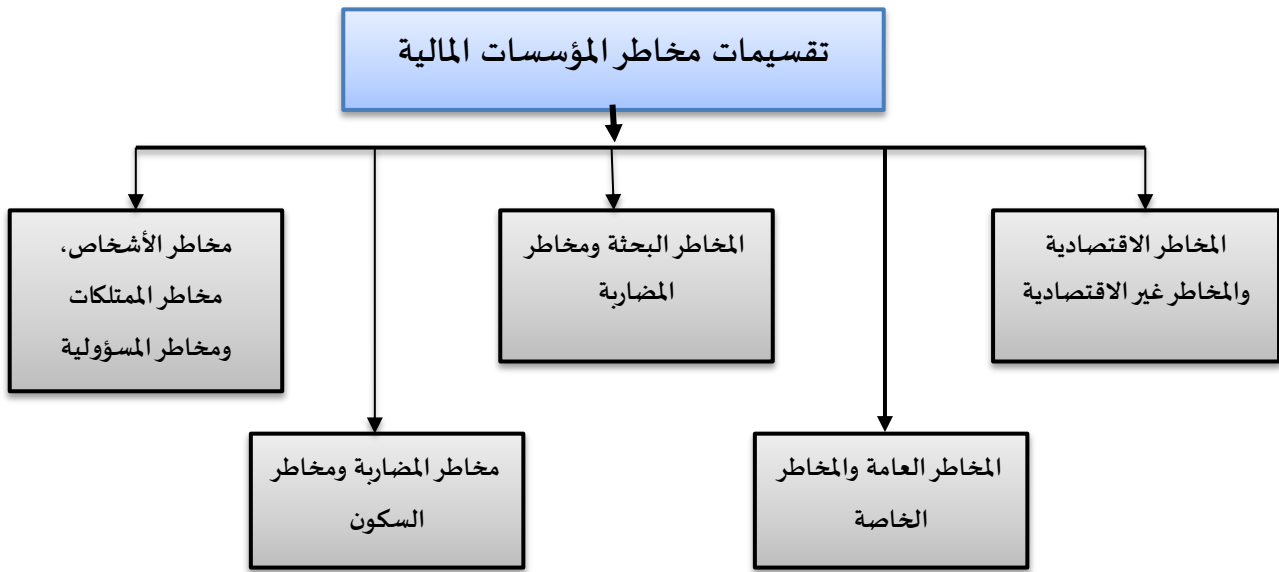 تقسيمات مخاطر المؤسسات المالية
المخاطر الاقتصادية
والمخاطر غير الاقتصادية
المخاطر البحثة ومخاطر
المضاربة
مخاطر الأشخاص،
مخاطر الممتلكات
ومخاطر المسؤولية
المخاطر العامة والمخاطر
الخاصة
مخاطر المضاربة ومخاطر
السكون